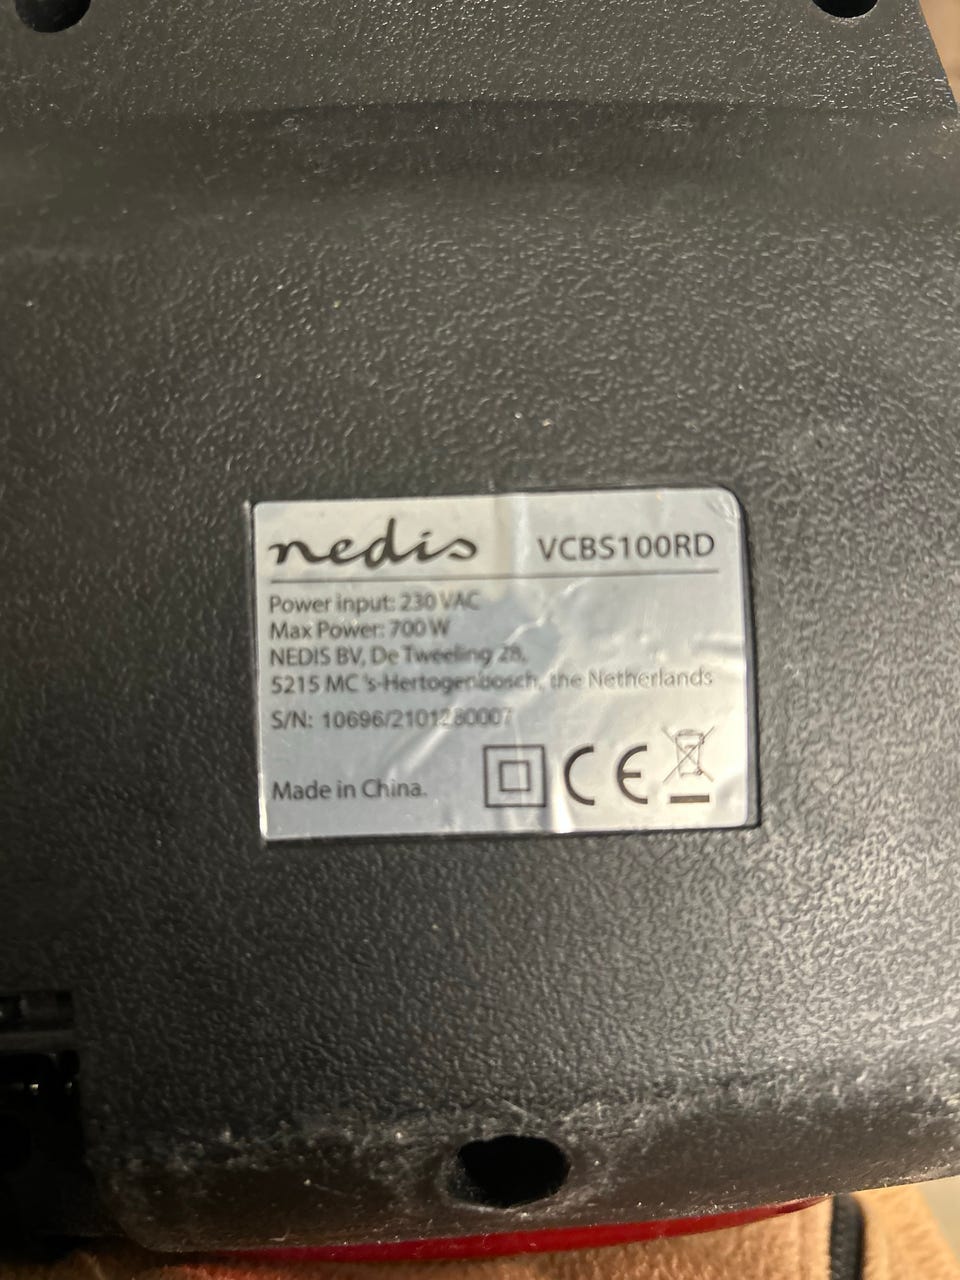 nedis VCBS100RD
Power input: 230 VAC
Max Power: 700 W
NEDIS BV, De Tweeling 28,
5215 MC 's-Hertogenbosch, the Netherlands
S/N: 10696/2101280007
Made in China. CE